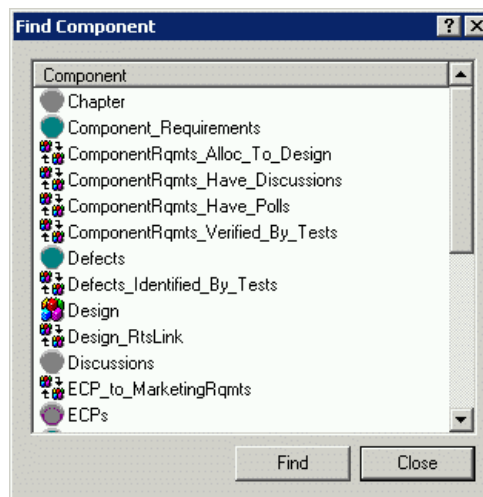 Find Component
?
Component
Chapter
Component_Requirements
ComponentRqmts_Alloc_To_Design
ComponentRqmts_Have_Discussions
ComponentRqmts_Have_Polls
ComponentRqmts_Verified_By_Tests
Defects
Defects_Identified_By_Tests
Design
Design_RtsLink
Discussions
ECP_to_MarketingRqmts
ECPs
Find Close